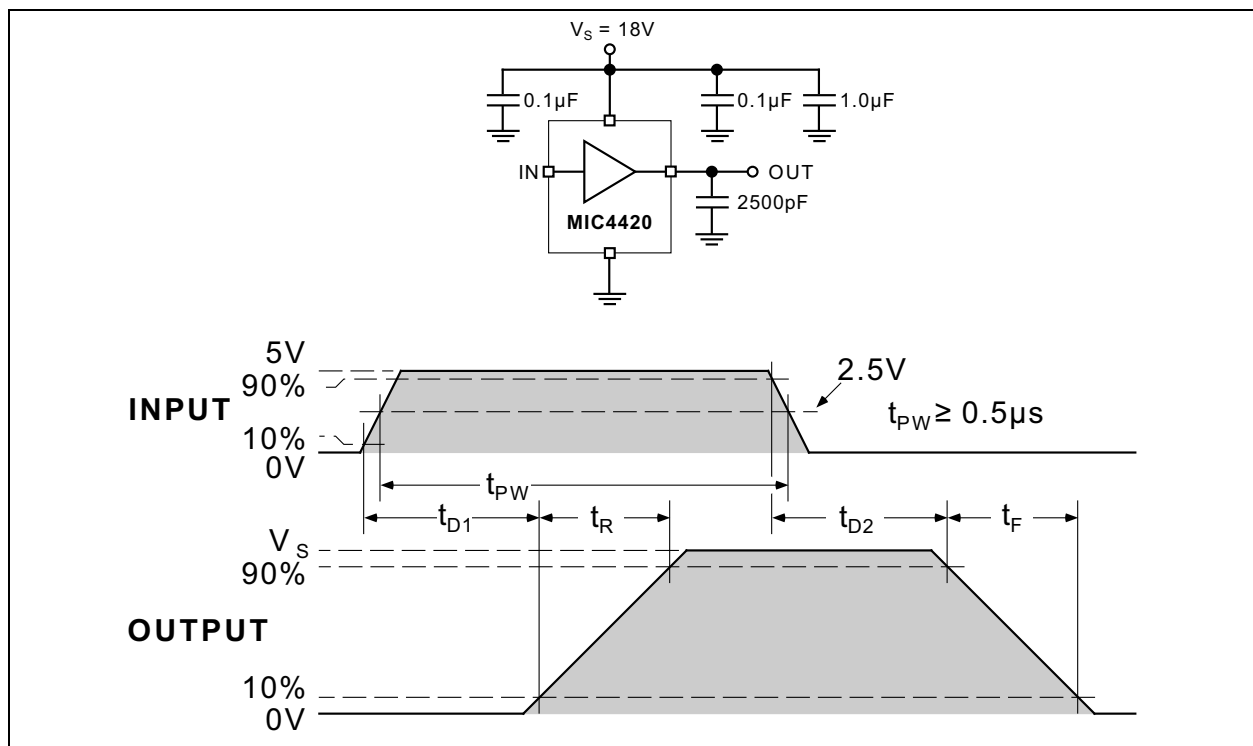 V_S = 18V
0.1µF
0.1µF
1.0µF
IN
OUT
2500pF
MIC4420
5V
90%
2.5V
INPUT
t_PW ≥ 0.5µs
10%
0V
t_PW
t_D1
t_R
t_D2
t_F
V_S
90%
OUTPUT
10%
0V